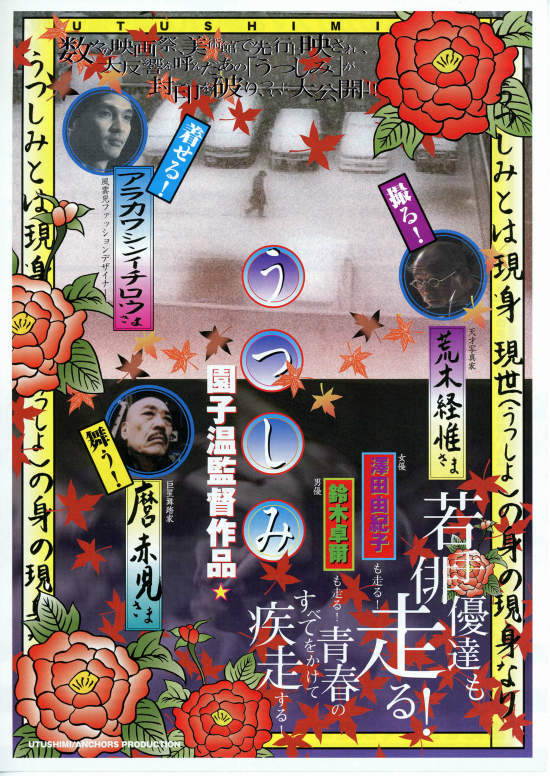 UTUSHIMI
数々の映画祭、美術館で先行上映され、
大反響を呼んだあの「うつしみ」が
封印を破り、ついに大公開!!
うつしみとは現身 現世(うつしよ)の身の現身なり
うつしみとは現身
つしよ)の身の現し
着せる!
アラカワシンイチロウさま
風雲児ファッションデザイナー
撮る!
天才写真家
荒木経惟さま
うつしみ
園子温監督作品★
舞う!
巨星舞踏家
麿赤児さま
女優
澤田由紀子
も走る!
男優
鈴木卓爾
も走る!
若俳優達も
走る!
青春の
すべてをかけて
疾走する!
UTUSHIMI/ANCHORS PRODUCTION